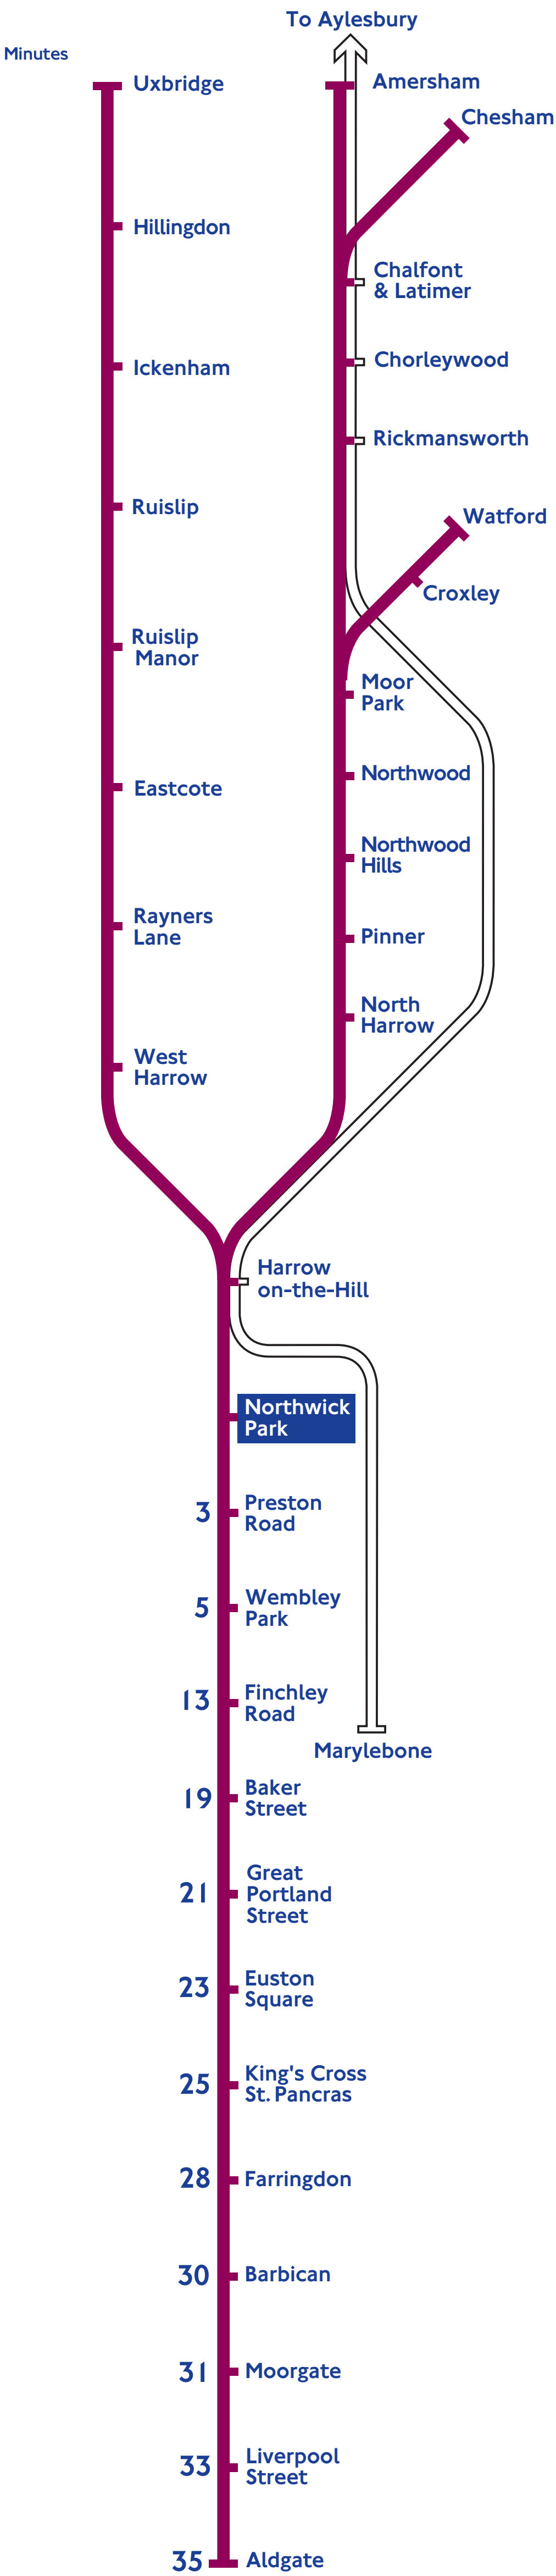 To Aylesbury
Minutes
Uxbridge
Amersham
Chesham
Hillingdon
Chalfont
& Latimer
Chorleywood
Ickenham
Rickmansworth
Ruislip
Watford
Croxley
Ruislip
Manor
Moor
Park
Northwood
Eastcote
Northwood
Hills
Rayners
Lane
Pinner
North
Harrow
West
Harrow
Harrow
on-the-Hill
Northwick
Park
3 Preston
Road
5 Wembley
Park
13 Finchley
Road
Marylebone
19 Baker
Street
21 Great
Portland
Street
23 Euston
Square
25 King's Cross
St. Pancras
28 Farringdon
30 Barbican
31 Moorgate
33 Liverpool
Street
35 Aldgate